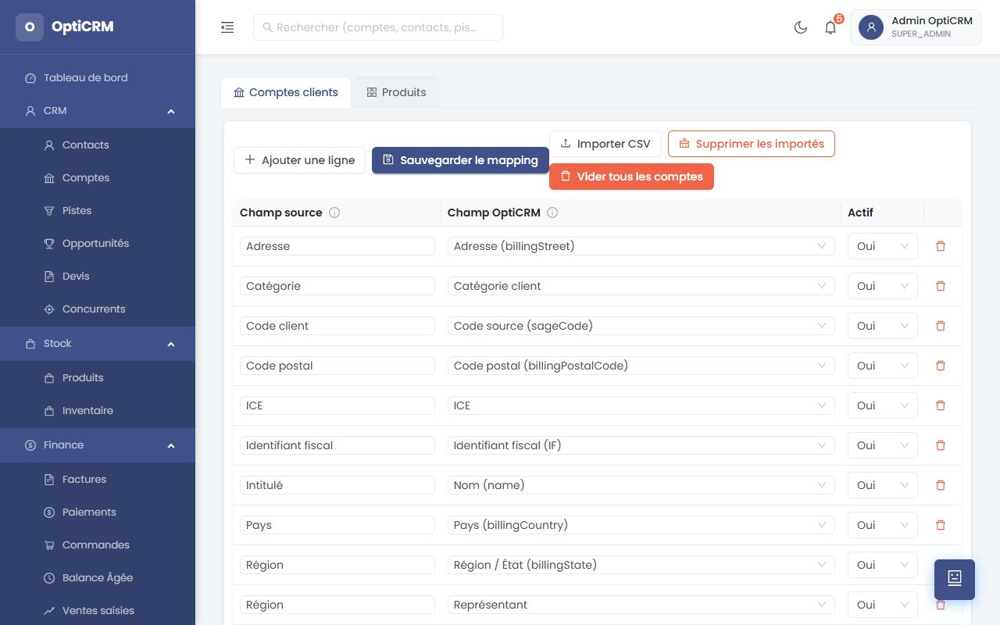 O OptiCRM
Rechercher (comptes, contacts, pis...
5
Admin OptiCRM
SUPER_ADMIN
Tableau de bord
CRM
Contacts
Comptes
Pistes
Opportunités
Devis
Concurrents
Stock
Produits
Inventaire
Finance
Factures
Paiements
Commandes
Balance Âgée
Ventes saisies
Comptes clients
Produits
Ajouter une ligne
Sauvegarder le mapping
Importer CSV
Supprimer les importés
Vider tous les comptes
Champ source Champ OptiCRM Actif
Adresse Adresse (billingStreet) Oui
Catégorie Catégorie client Oui
Code client Code source (sageCode) Oui
Code postal Code postal (billingPostalCode) Oui
ICE ICE Oui
Identifiant fiscal Identifiant fiscal (IF) Oui
Intitulé Nom (name) Oui
Pays Pays (billingCountry) Oui
Région Région / État (billingState) Oui
Région Représentant Oui